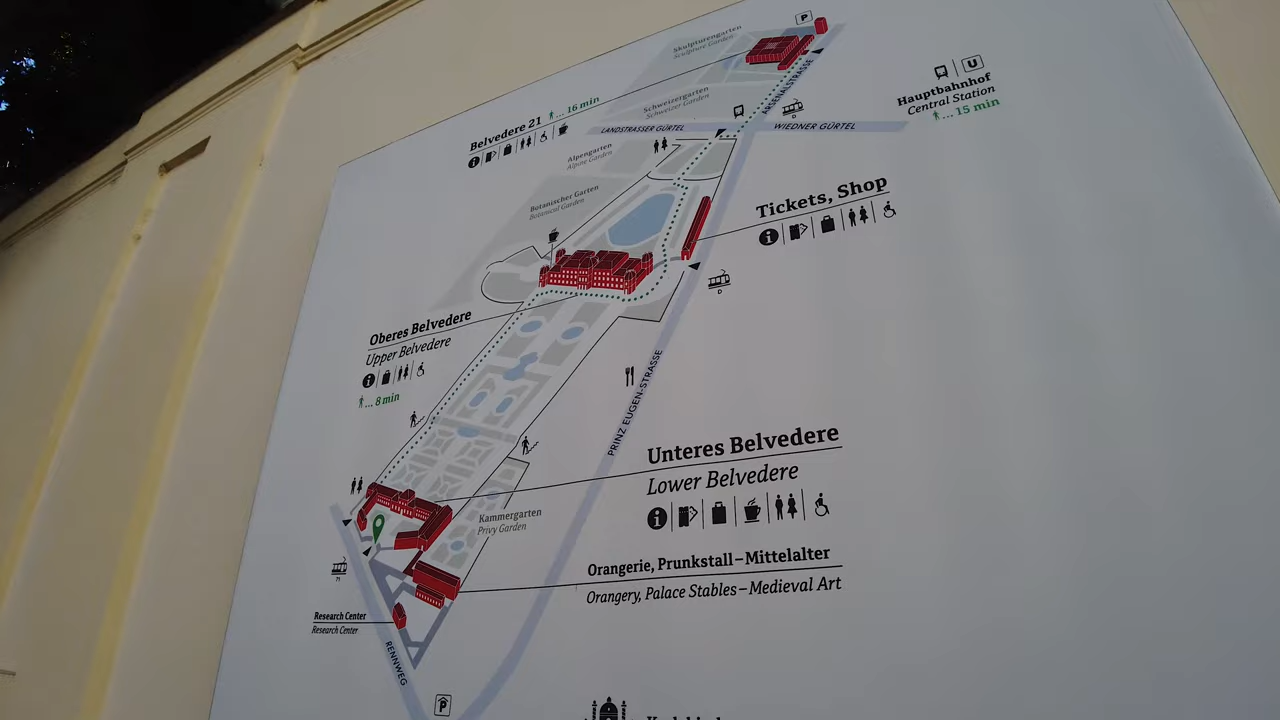 Skulpturengarten
Sculpture Garden
P
ARSENALSTRASSE
U
Hauptbahnhof
Central Station
... 15 min
Belvedere 21 ... 16 min
Schweizergarten
Schweizer Garden
LANDSTRASSER GÜRTEL
WIEDNER GÜRTEL
Alpengarten
Alpine Garden
Botanischer Garten
Botanical Garden
Tickets, Shop
D
Oberes Belvedere
Upper Belvedere
... 8 min
PRINZ EUGEN-STRASSE
Unteres Belvedere
Lower Belvedere
Kammergarten
Privy Garden
Orangerie, Prunkstall – Mittelalter
Orangery, Palace Stables – Medieval Art
71
Research Center
Research Center
RENNWEG
P